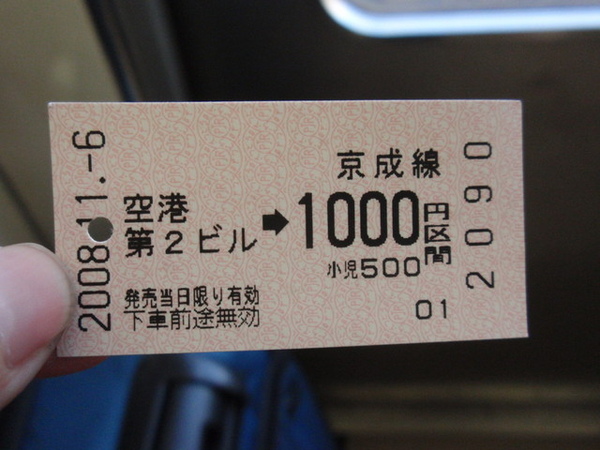 2008.11.-6
京成線
空港
第2ビル
➡1000円区間
小児500
発売当日限り有効
下車前途無効
01
2090